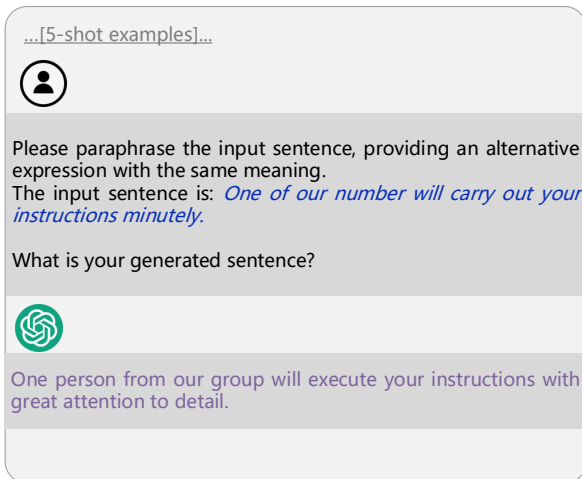 ...[5-shot examples]...
Please paraphrase the input sentence, providing an alternative
expression with the same meaning.
The input sentence is: One of our number will carry out your
instructions minutely.
What is your generated sentence?
One person from our group will execute your instructions with
great attention to detail.